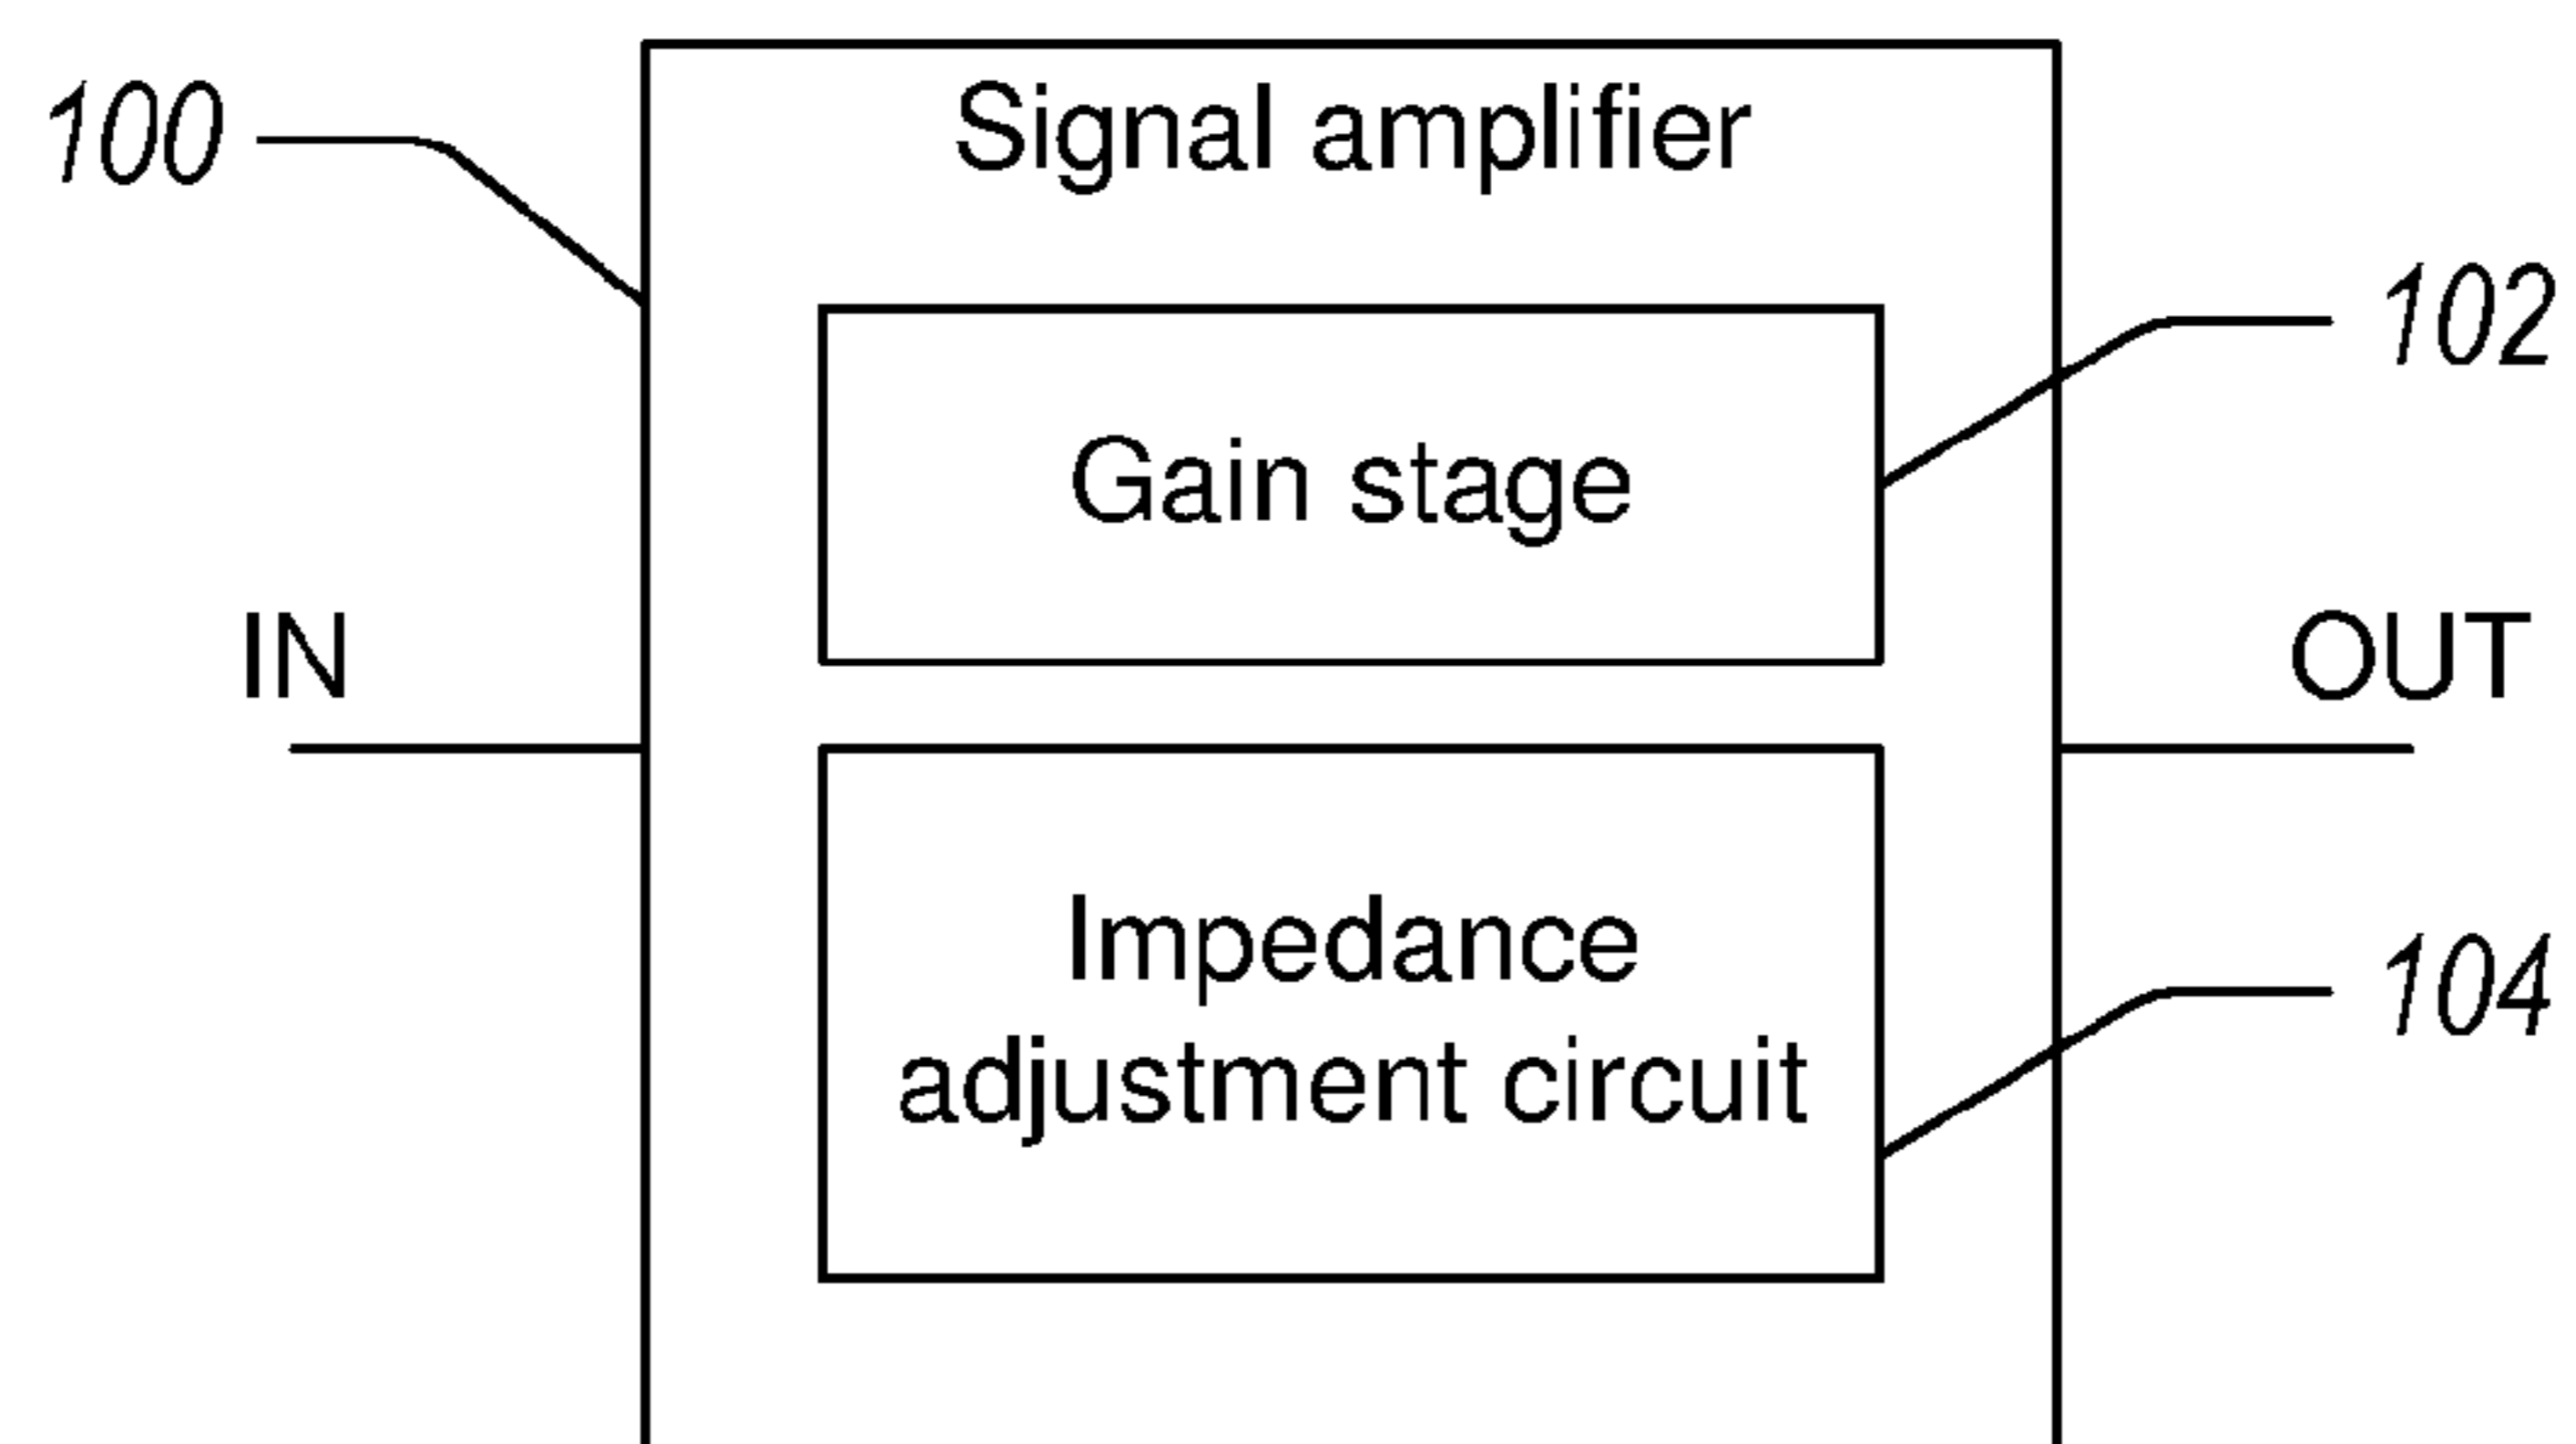 100
Signal amplifier
102
Gain stage
IN
OUT
Impedance
adjustment circuit
104